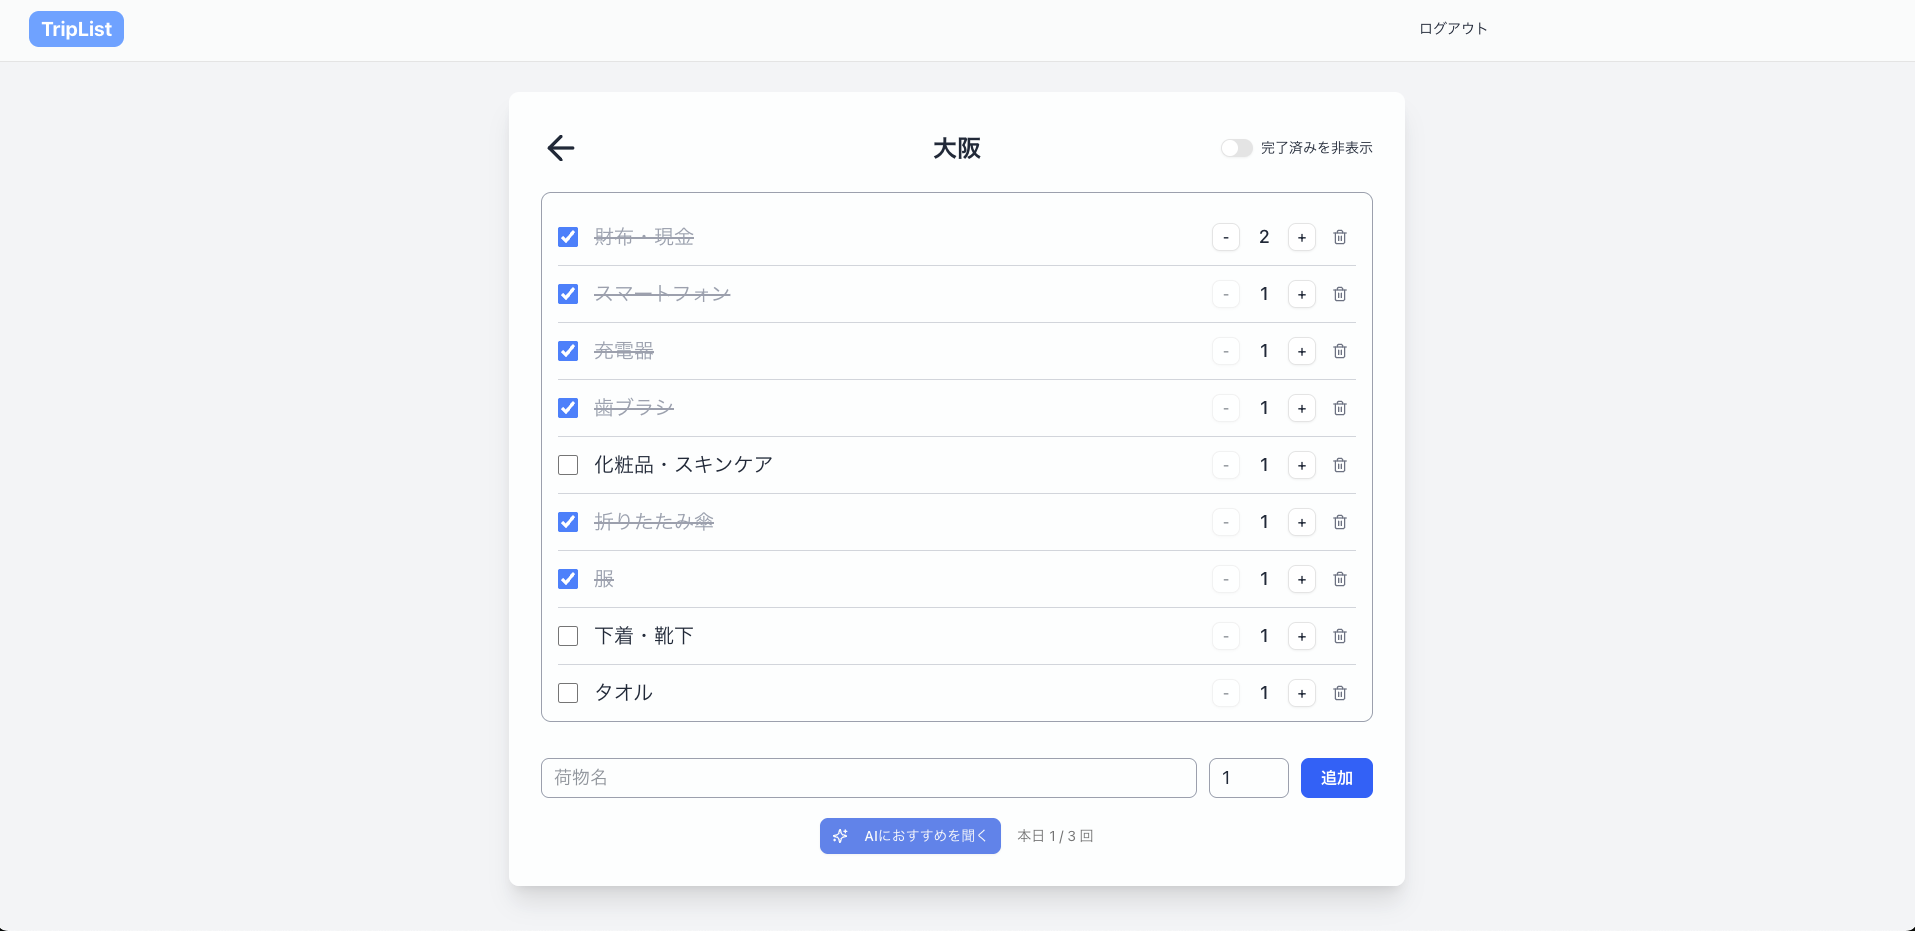 TripList
ログアウト
大阪
完了済みを非表示
財布・現金 - 2 +
スマートフォン - 1 +
充電器 - 1 +
歯ブラシ - 1 +
化粧品・スキンケア - 1 +
折りたたみ傘 - 1 +
服 - 1 +
下着・靴下 - 1 +
タオル - 1 +
荷物名 1 追加
AIにおすすめを聞く 本日 1 / 3 回